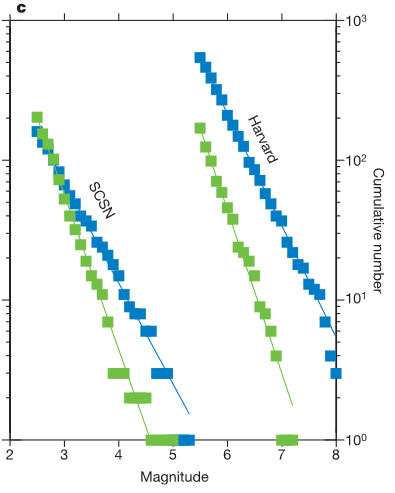 c
10³
Harvard
SCSN
10²
Cumulative number
10¹
10⁰
2 3 4 5 6 7 8
Magnitude